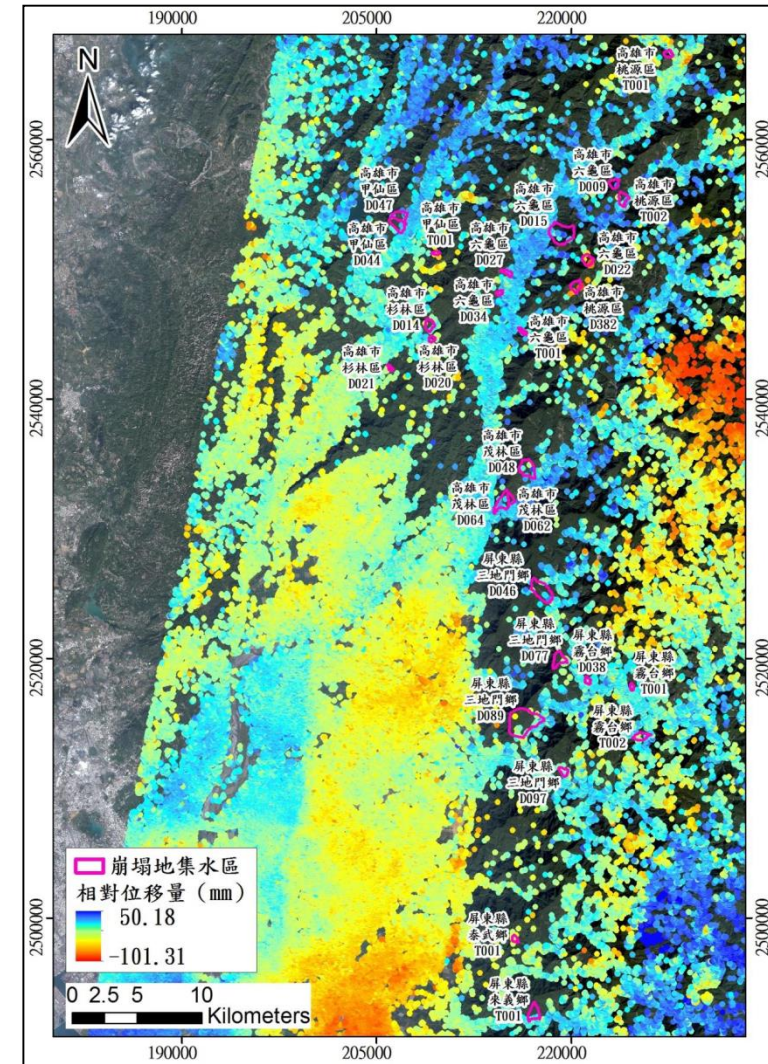 190000
205000
220000
N
2560000
2560000
高雄市
桃源區
T001
高雄市
六龜區
D009
高雄市
桃源區
T002
高雄市
甲仙區
D047
高雄市
甲仙區
D044
高雄市
甲仙區
T001
高雄市
六龜區
D015
高雄市
六龜區
D027
高雄市
六龜區
D022
高雄市
六龜區
D034
高雄市
桃源區
D382
高雄市
杉林區
D014
高雄市
六龜區
T001
高雄市
杉林區
D021
高雄市
杉林區
D020
2540000
2540000
高雄市
茂林區
D048
高雄市
茂林區
D064
高雄市
茂林區
D062
屏東縣
三地門鄉
D046
2520000
2520000
屏東縣
三地門鄉
D077
屏東縣
霧台鄉
D038
屏東縣
霧台鄉
T001
屏東縣
三地門鄉
D089
屏東縣
霧台鄉
T002
屏東縣
三地門鄉
D097
崩塌地集水區
相對位移量（mm）
50.18
-101.31
2500000
2500000
屏東縣
泰武鄉
T001
屏東縣
來義鄉
T001
0 2.5 5 10
Kilometers
190000
205000
220000